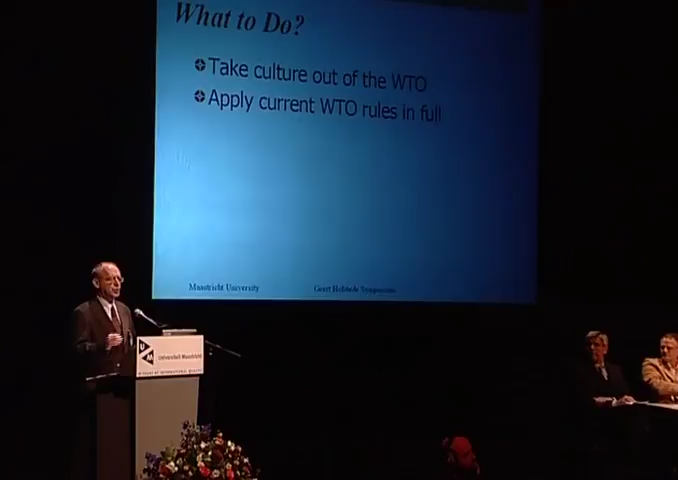 What to Do?
Take culture out of the WTO
Apply current WTO rules in full
Maastricht University
Geert Hofstede Symposium
UM
Universiteit Maastricht